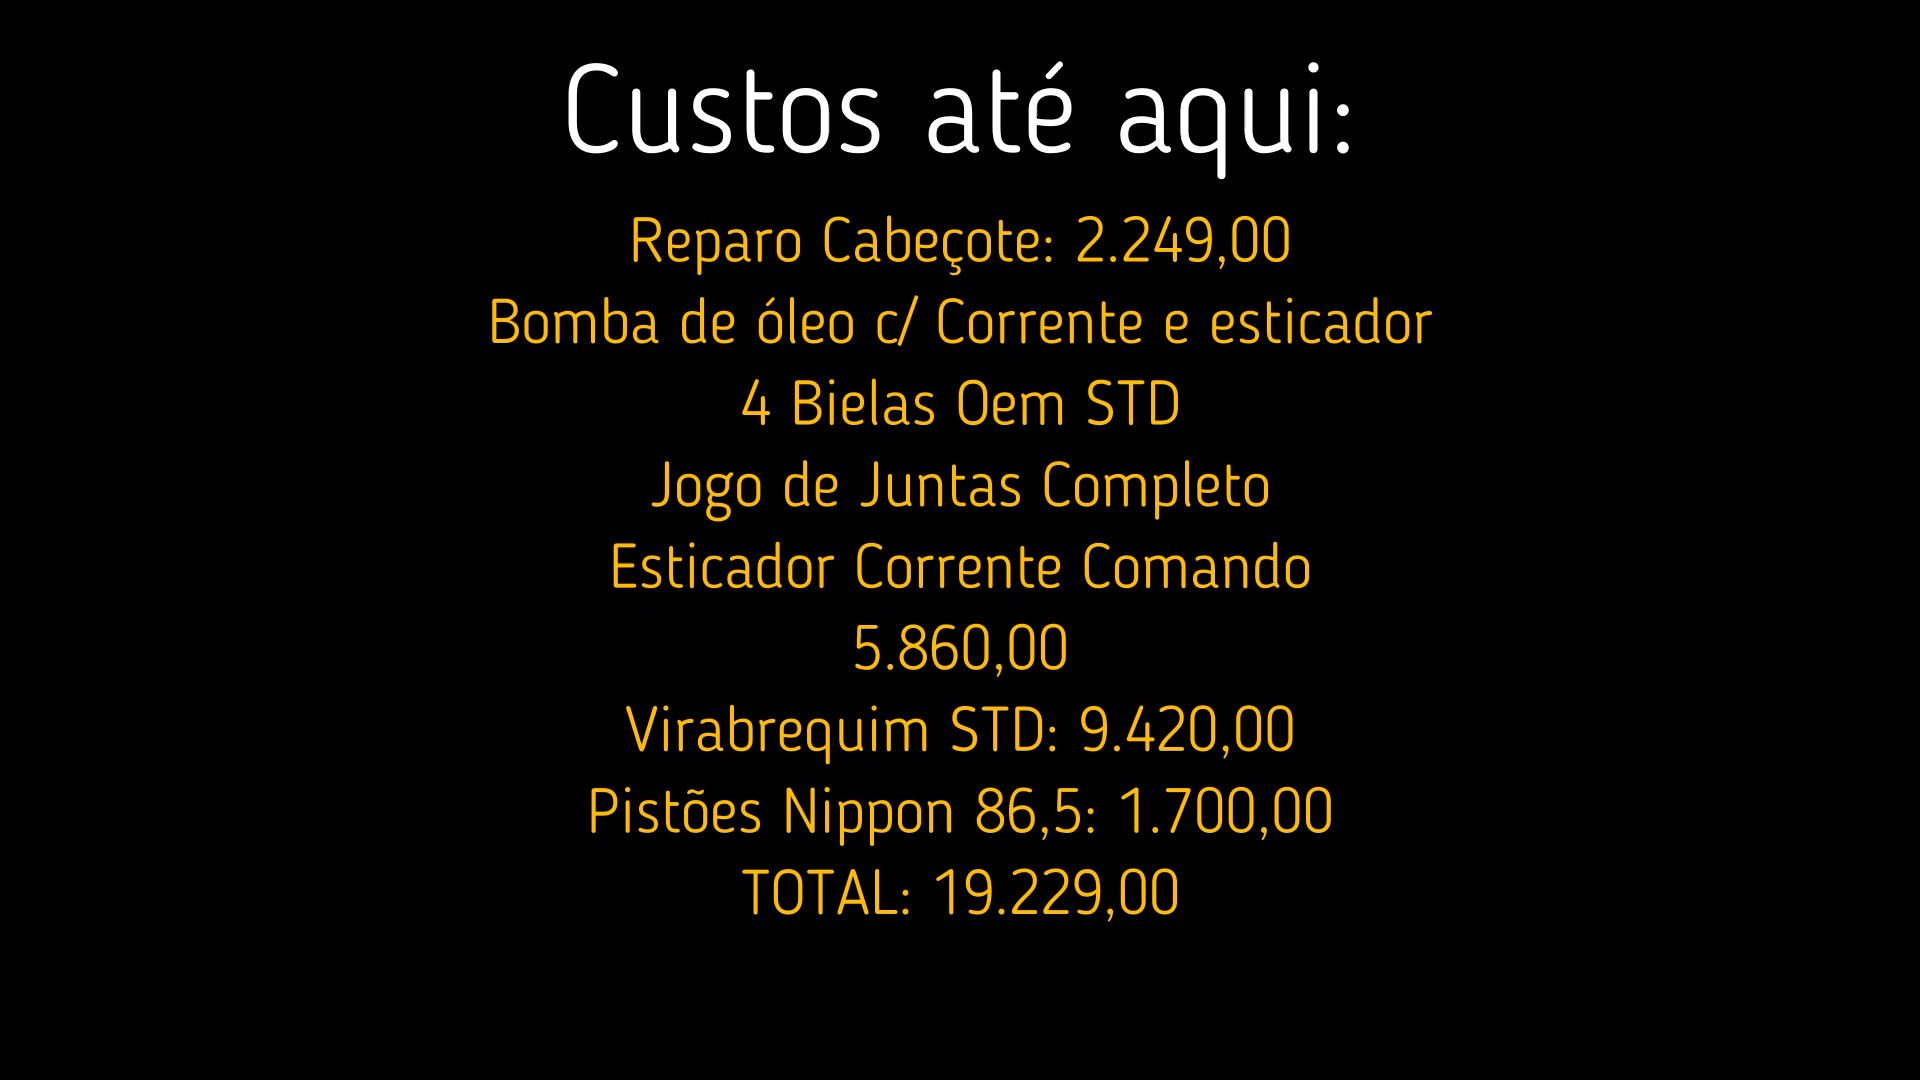 Custos até aqui:
Reparo Cabeçote: 2.249,00
Bomba de óleo c/ Corrente e esticador
4 Bielas Oem STD
Jogo de Juntas Completo
Esticador Corrente Comando
5.860,00
Virabrequim STD: 9.420,00
Pistões Nippon 86,5: 1.700,00
TOTAL: 19.229,00